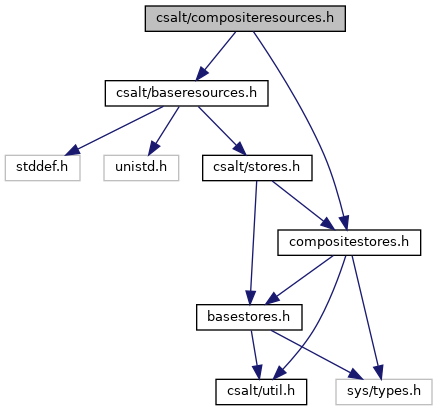 csalt/compositeresources.h
csalt/baseresources.h
stddef.h
unistd.h
csalt/stores.h
compositestores.h
basestores.h
csalt/util.h
sys/types.h